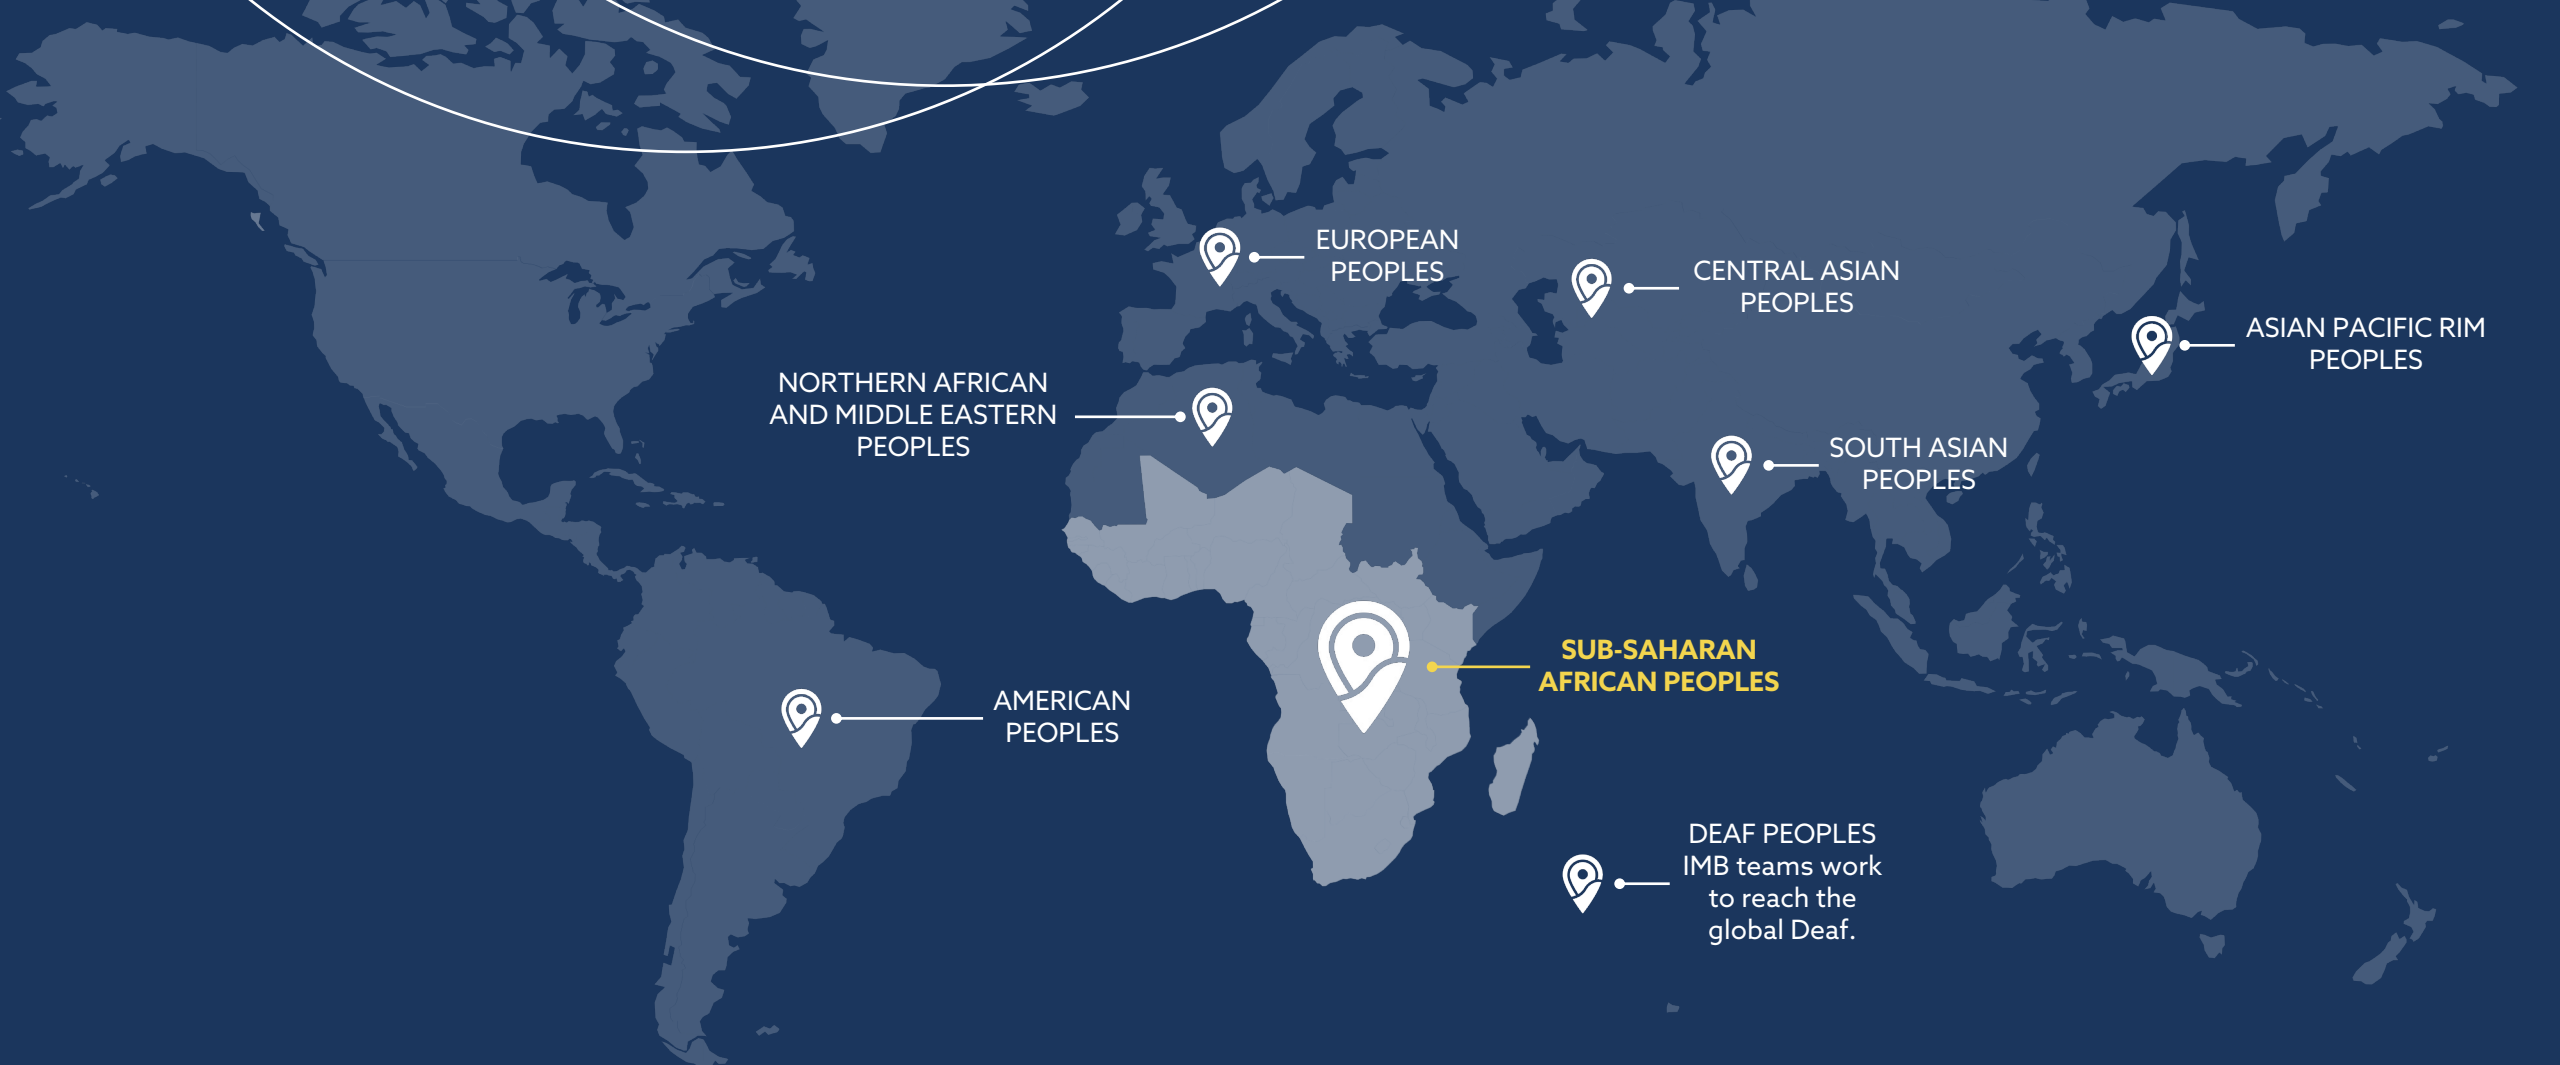 EUROPEAN
PEOPLES
CENTRAL ASIAN
PEOPLES
ASIAN PACIFIC RIM
PEOPLES
NORTHERN AFRICAN
AND MIDDLE EASTERN
PEOPLES
SOUTH ASIAN
PEOPLES
SUB-SAHARAN
AFRICAN PEOPLES
AMERICAN
PEOPLES
DEAF PEOPLES
IMB teams work
to reach the
global Deaf.